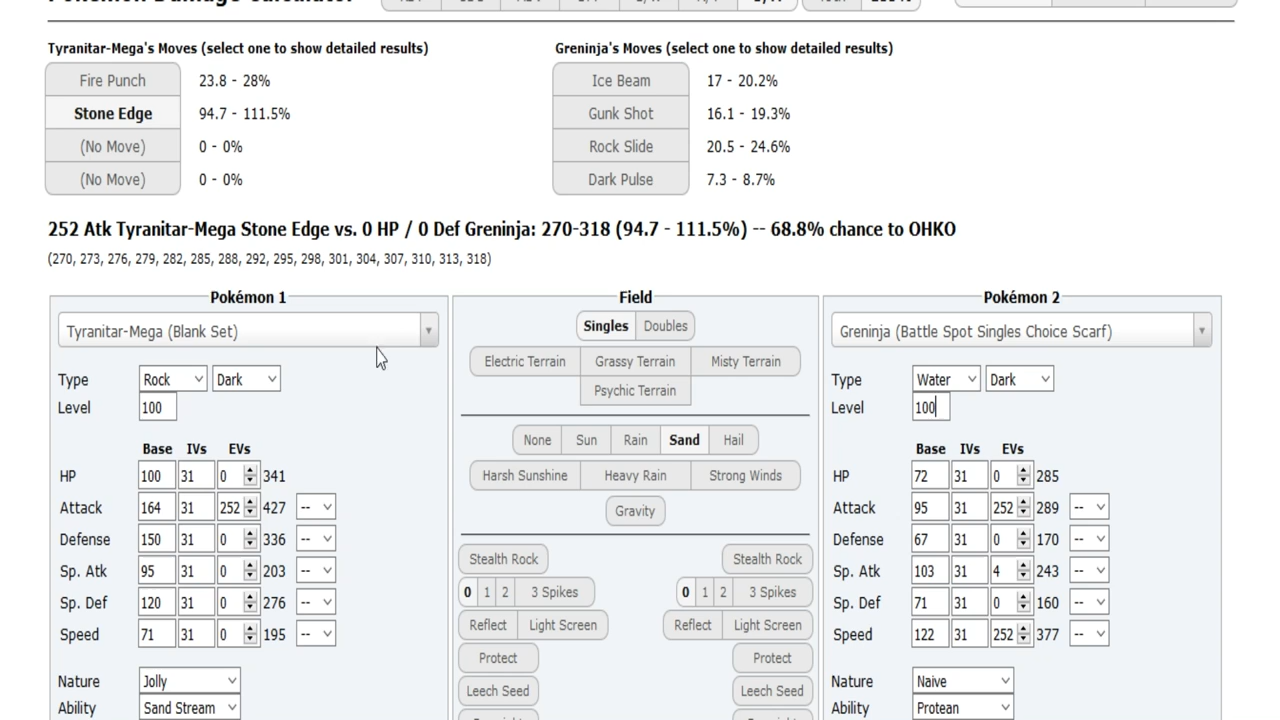 Tyranitar-Mega's Moves (select one to show detailed results)
Fire Punch 23.8 - 28%
Stone Edge 94.7 - 111.5%
(No Move) 0 - 0%
(No Move) 0 - 0%
Greninja's Moves (select one to show detailed results)
Ice Beam 17 - 20.2%
Gunk Shot 16.1 - 19.3%
Rock Slide 20.5 - 24.6%
Dark Pulse 7.3 - 8.7%
252 Atk Tyranitar-Mega Stone Edge vs. 0 HP / 0 Def Greninja: 270-318 (94.7 - 111.5%) -- 68.8% chance to OHKO
(270, 273, 276, 279, 282, 285, 288, 292, 295, 298, 301, 304, 307, 310, 313, 318)
Pokémon 1
Tyranitar-Mega (Blank Set)
Type Rock Dark
Level 100
Base IVs EVs
HP 100 31 0 341
Attack 164 31 252 427 --
Defense 150 31 0 336 --
Sp. Atk 95 31 0 203 --
Sp. Def 120 31 0 276 --
Speed 71 31 0 195 --
Nature Jolly
Ability Sand Stream
Field
Singles Doubles
Electric Terrain Grassy Terrain Misty Terrain
Psychic Terrain
None Sun Rain Sand Hail
Harsh Sunshine Heavy Rain Strong Winds
Gravity
Stealth Rock Stealth Rock
0 1 2 3 Spikes 0 1 2 3 Spikes
Reflect Light Screen Reflect Light Screen
Protect Protect
Leech Seed Leech Seed
Pokémon 2
Greninja (Battle Spot Singles Choice Scarf)
Type Water Dark
Level 100
Base IVs EVs
HP 72 31 0 285
Attack 95 31 252 289 --
Defense 67 31 0 170 --
Sp. Atk 103 31 4 243 --
Sp. Def 71 31 0 160 --
Speed 122 31 252 377 --
Nature Naive
Ability Protean